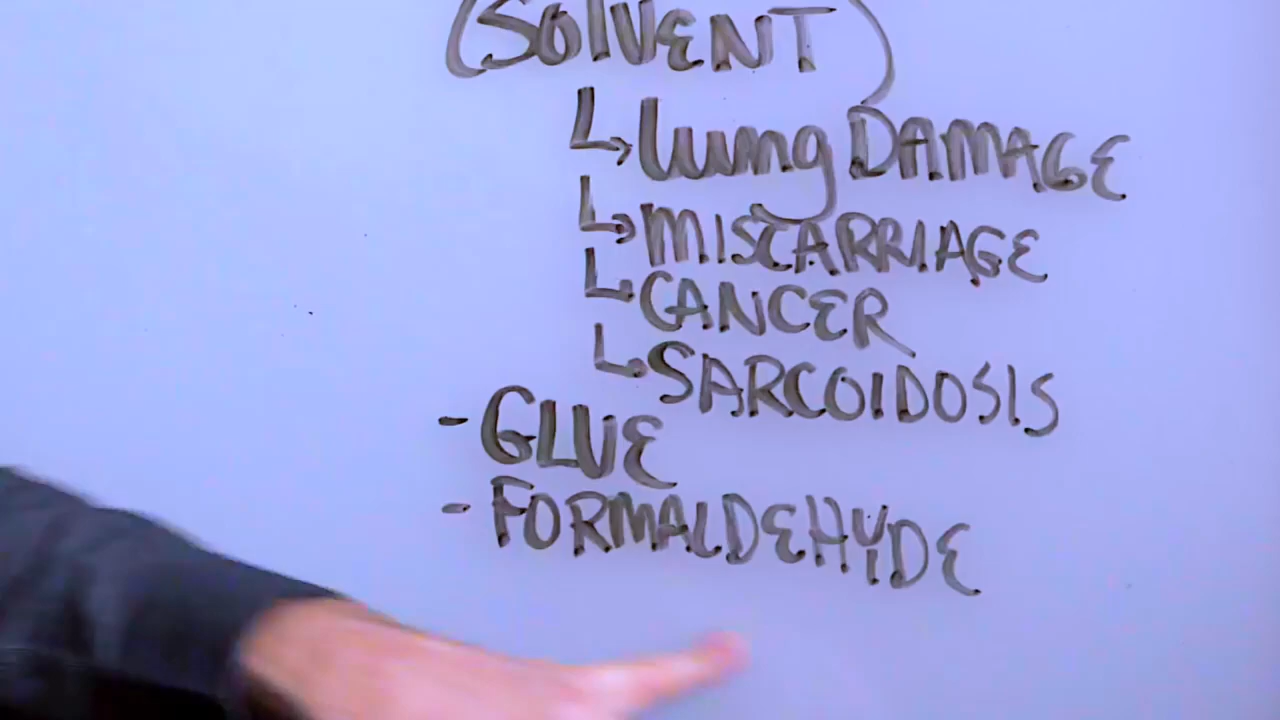 (SOlVENT)
↳ lung DAMAGE
↳ MISCARRIAGE
↳ CANCER
↳ SARCOIDOSIS
- GLUE
- FORMALDEHYDE